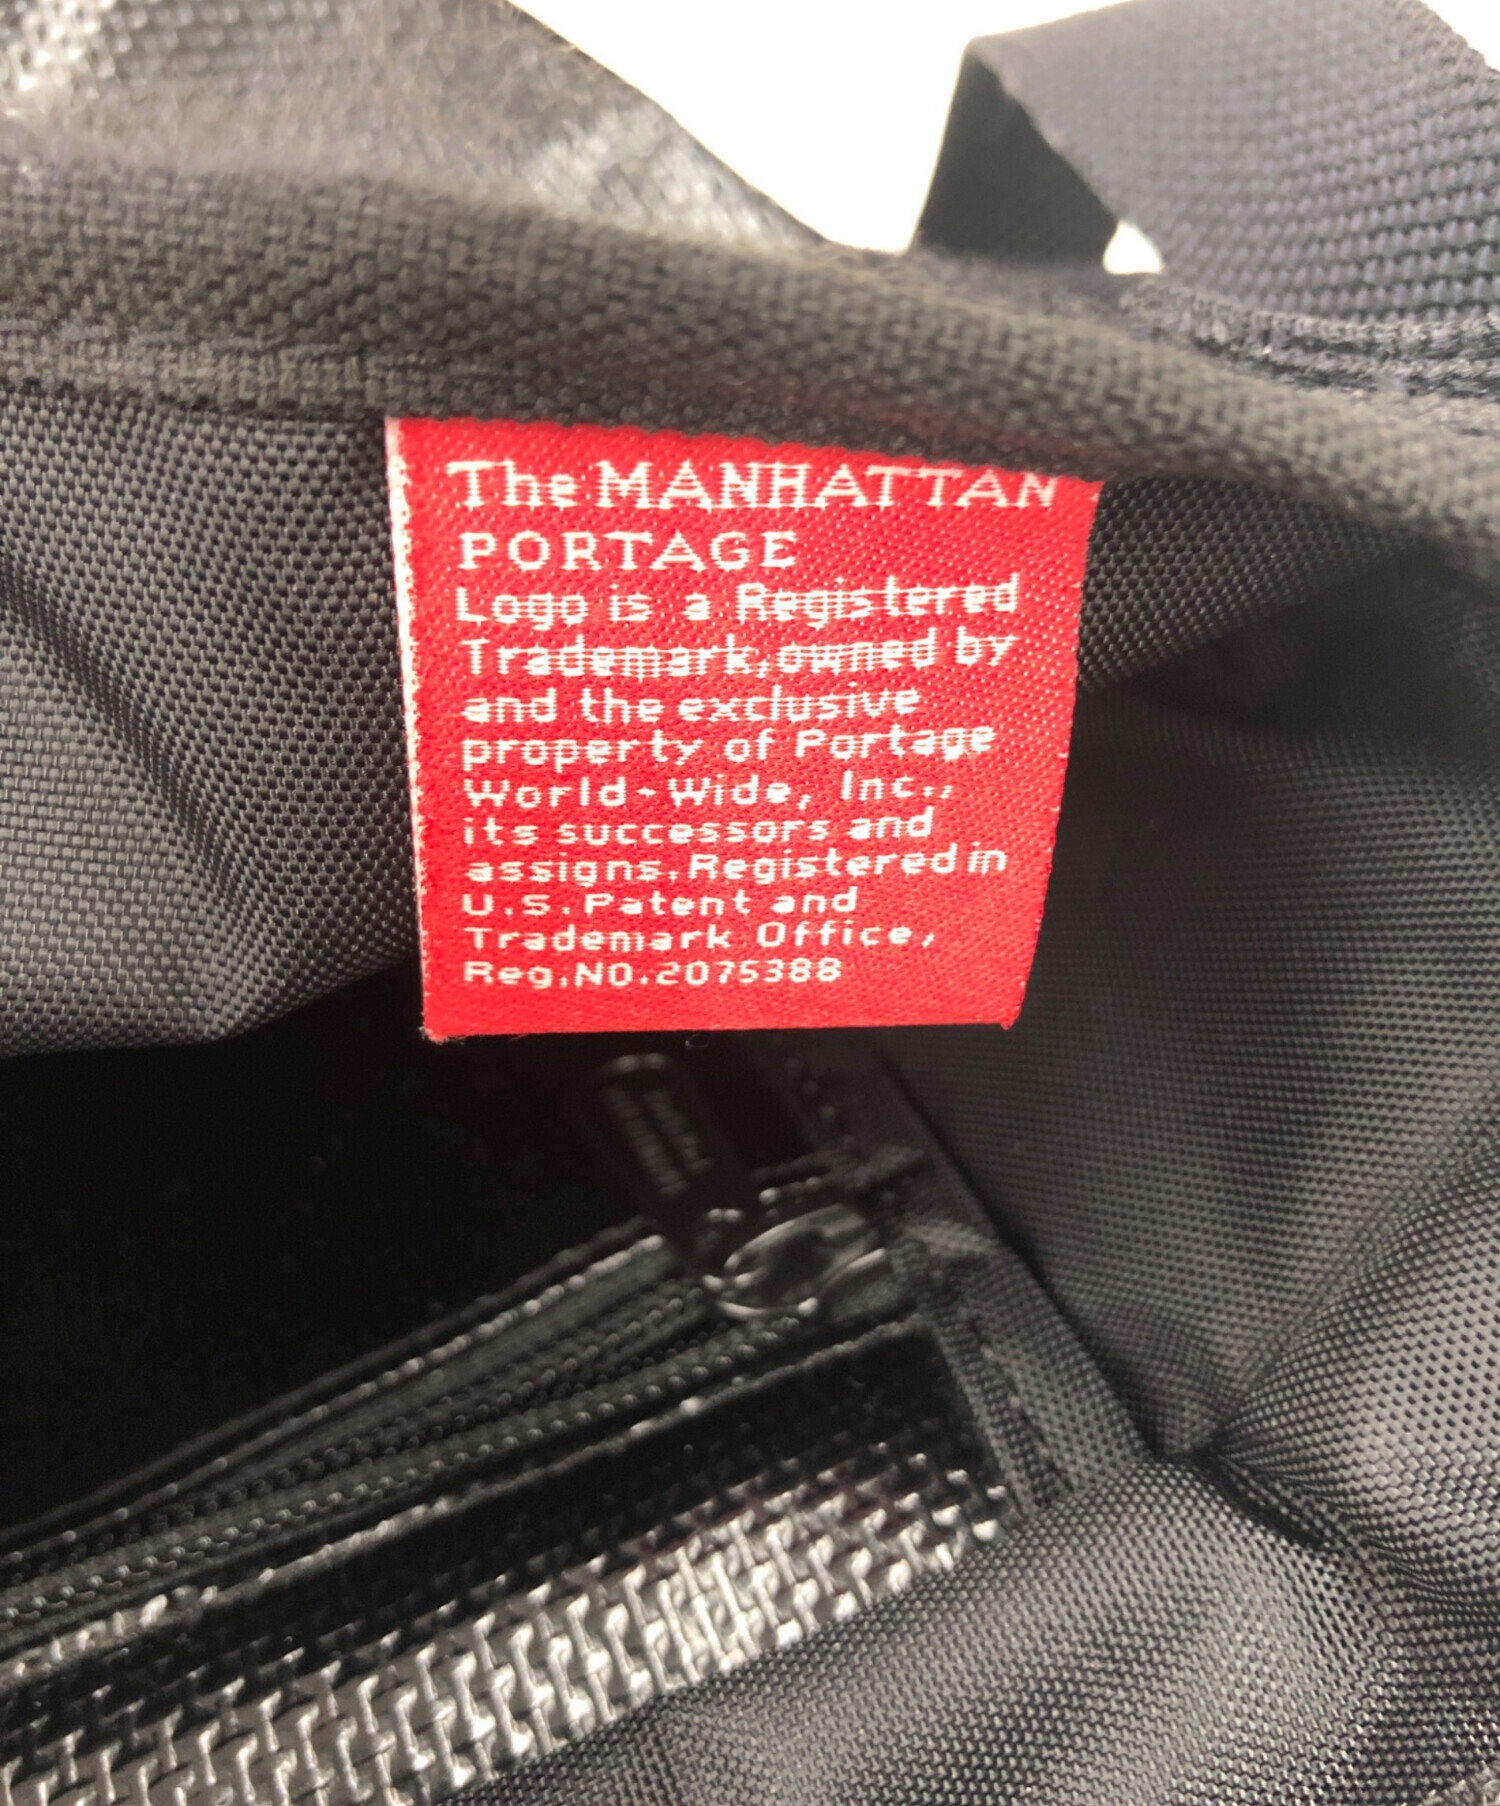 The MANHATTAN
PORTAGE
Logo is a Registered
Trademark,owned by
and the exclusive
property of Portage
World-Wide, Inc.,
its successors and
assigns.Registered in
U.S.Patent and
Trademark Office,
Reg.NO.2075388